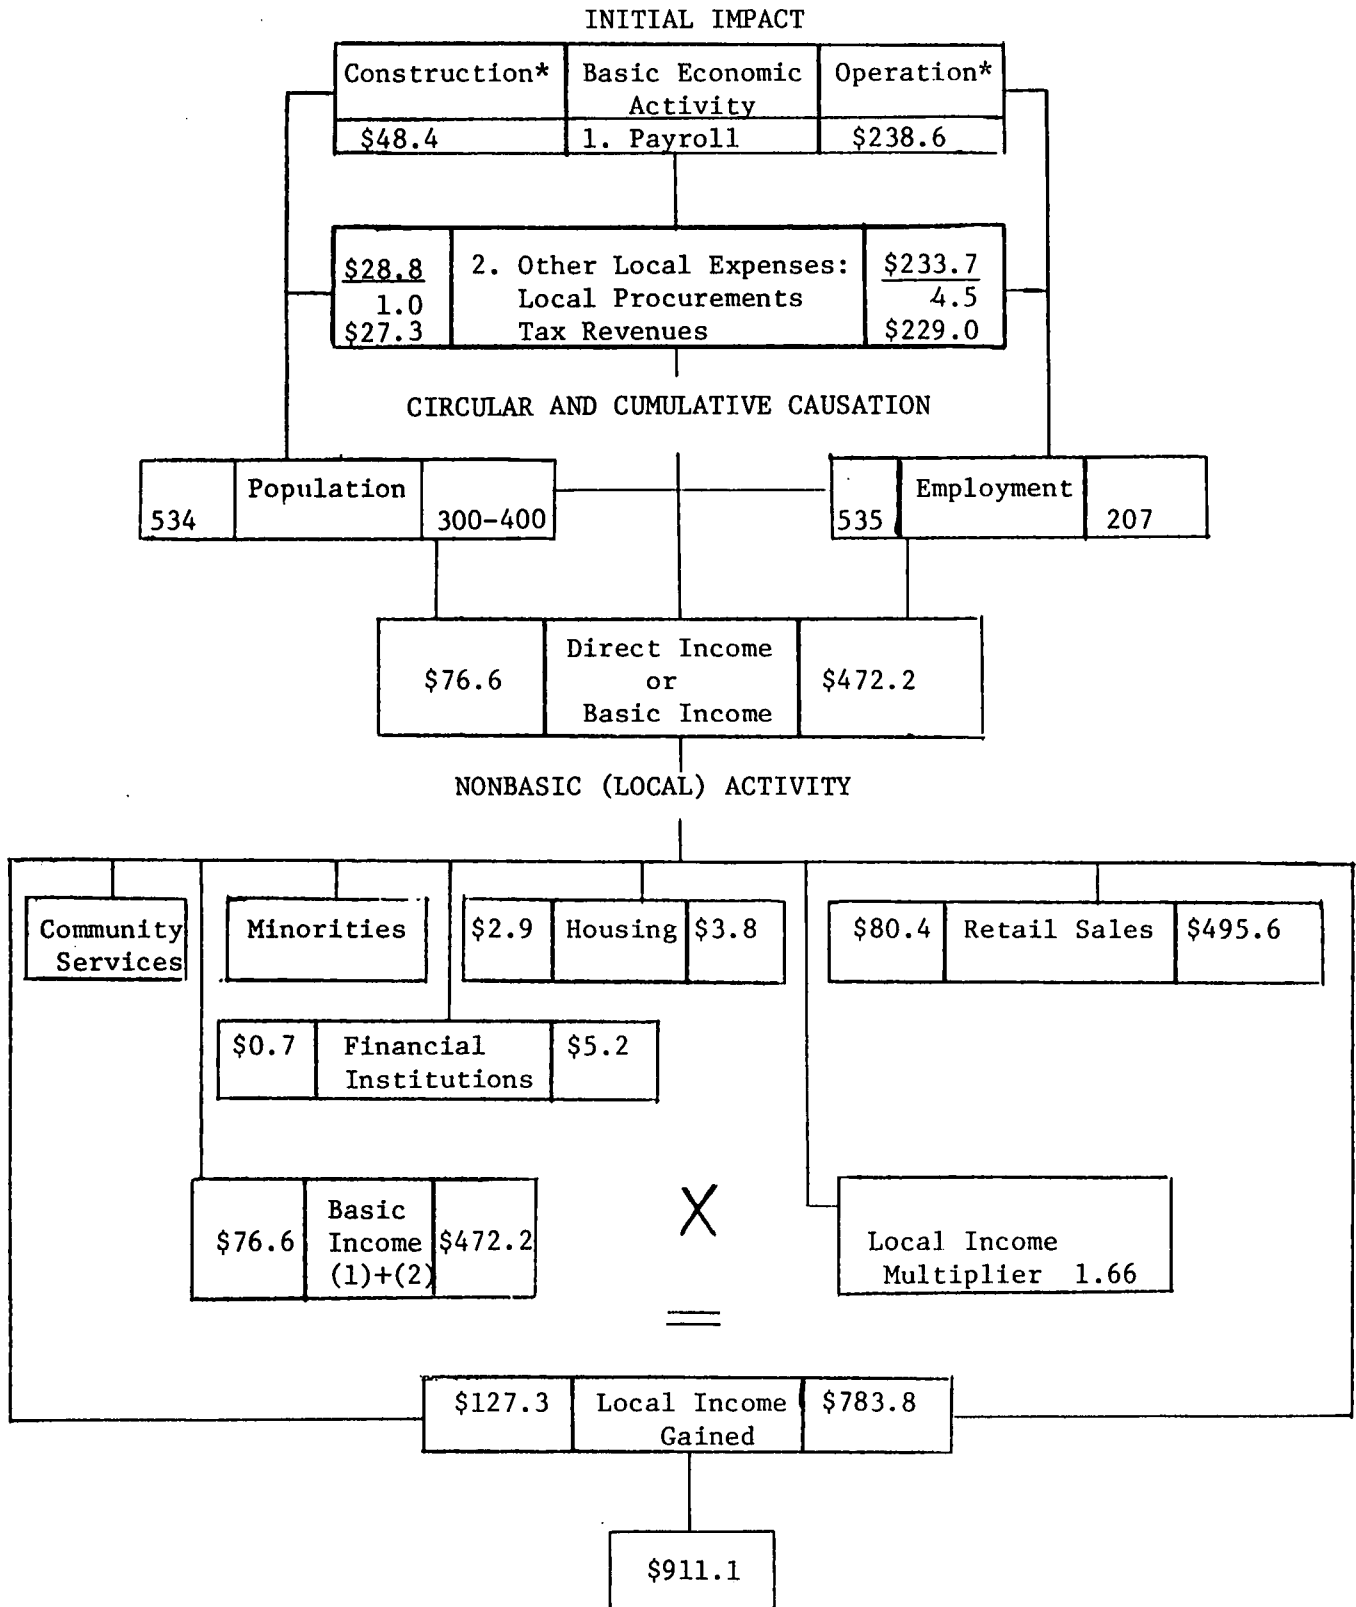 INITIAL IMPACT
Construction*
Basic Economic
Activity
Operation*
$48.4
1. Payroll
$238.6
$28.8
1.0
$27.3
2. Other Local Expenses:
Local Procurements
Tax Revenues
$233.7
4.5
$229.0
CIRCULAR AND CUMULATIVE CAUSATION
534
Population
300-400
535
Employment
207
$76.6
Direct Income
or
Basic Income
$472.2
NONBASIC (LOCAL) ACTIVITY
Community
Services
Minorities
$2.9
Housing
$3.8
$80.4
Retail Sales
$495.6
$0.7
Financial
Institutions
$5.2
$76.6
Basic
Income
(1)+(2)
$472.2
X
Local Income
Multiplier 1.66
=
$127.3
Local Income
Gained
$783.8
$911.1